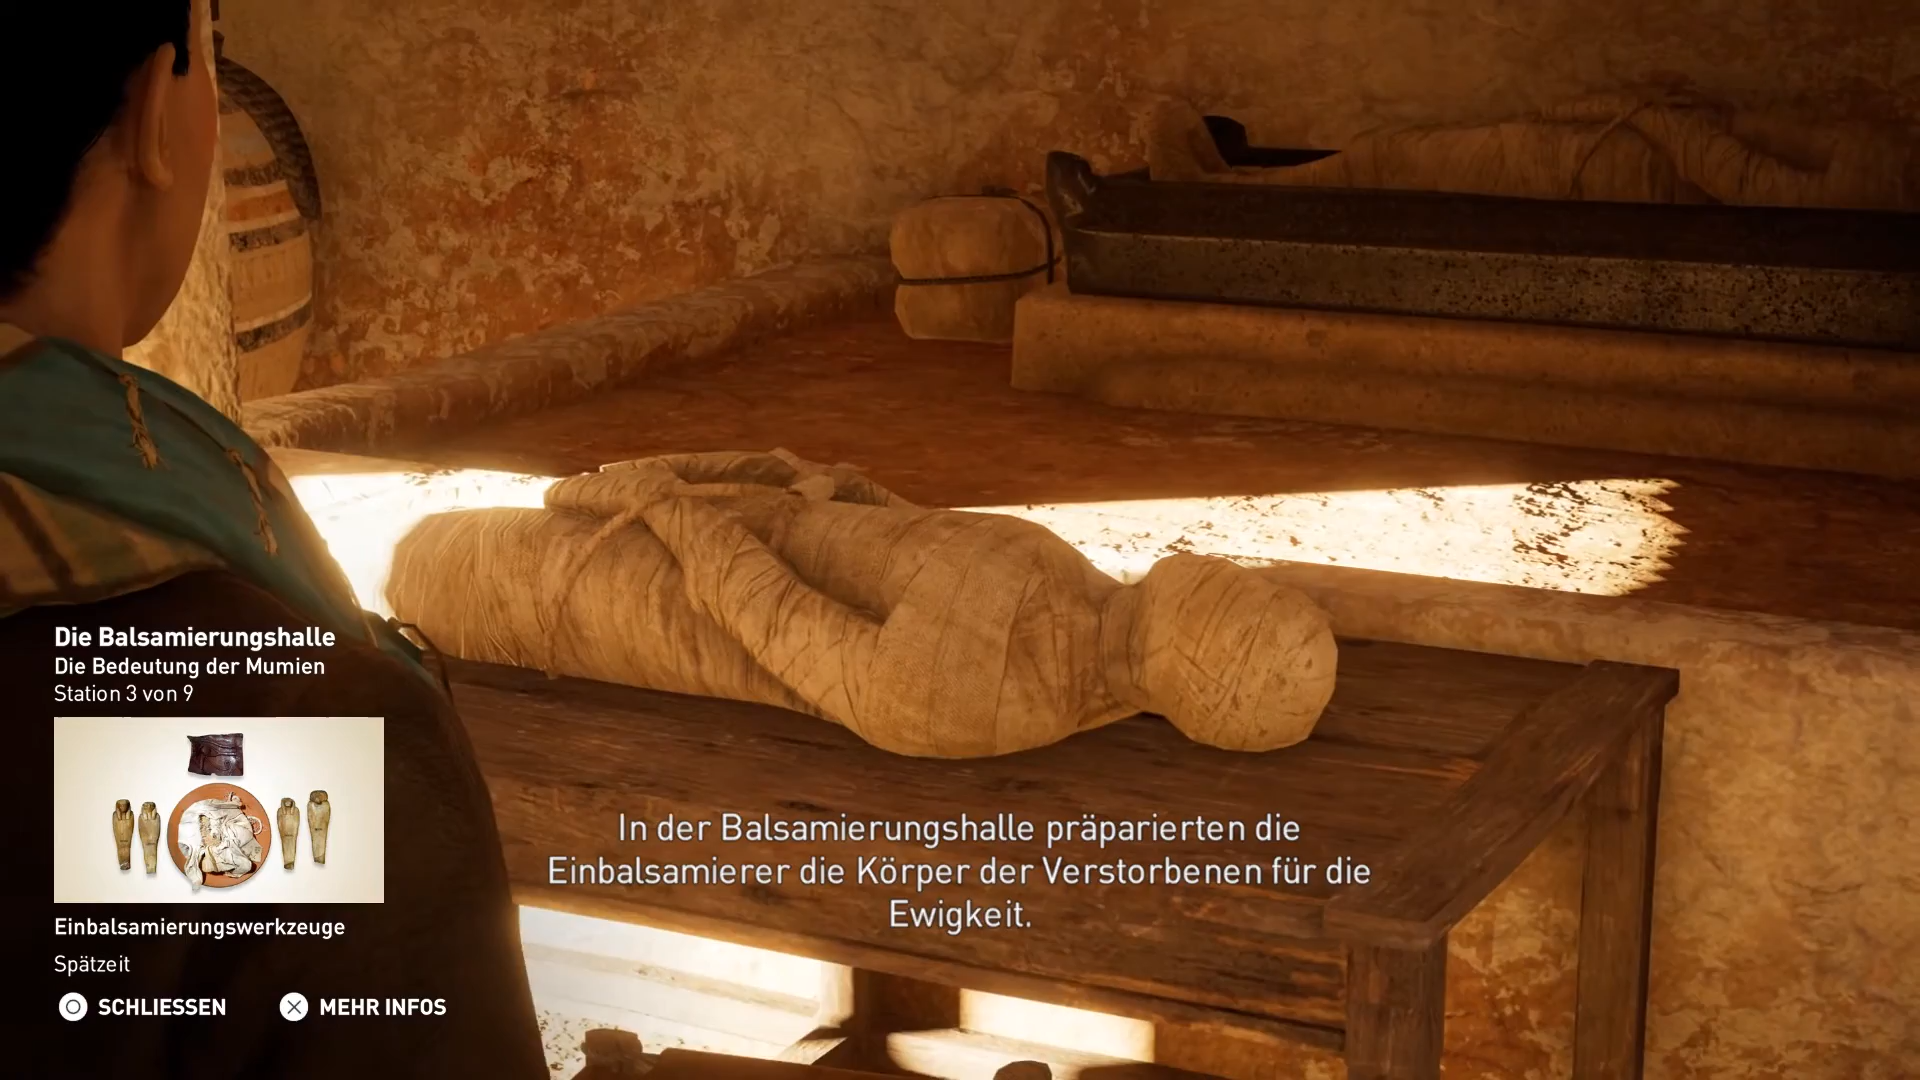 Die Balsamierungshalle
Die Bedeutung der Mumien
Station 3 von 9
Einbalsamierungswerkzeuge
Spätzeit
SCHLIESSEN
MEHR INFOS
In der Balsamierungshalle präparierten die
Einbalsamierer die Körper der Verstorbenen für die
Ewigkeit.